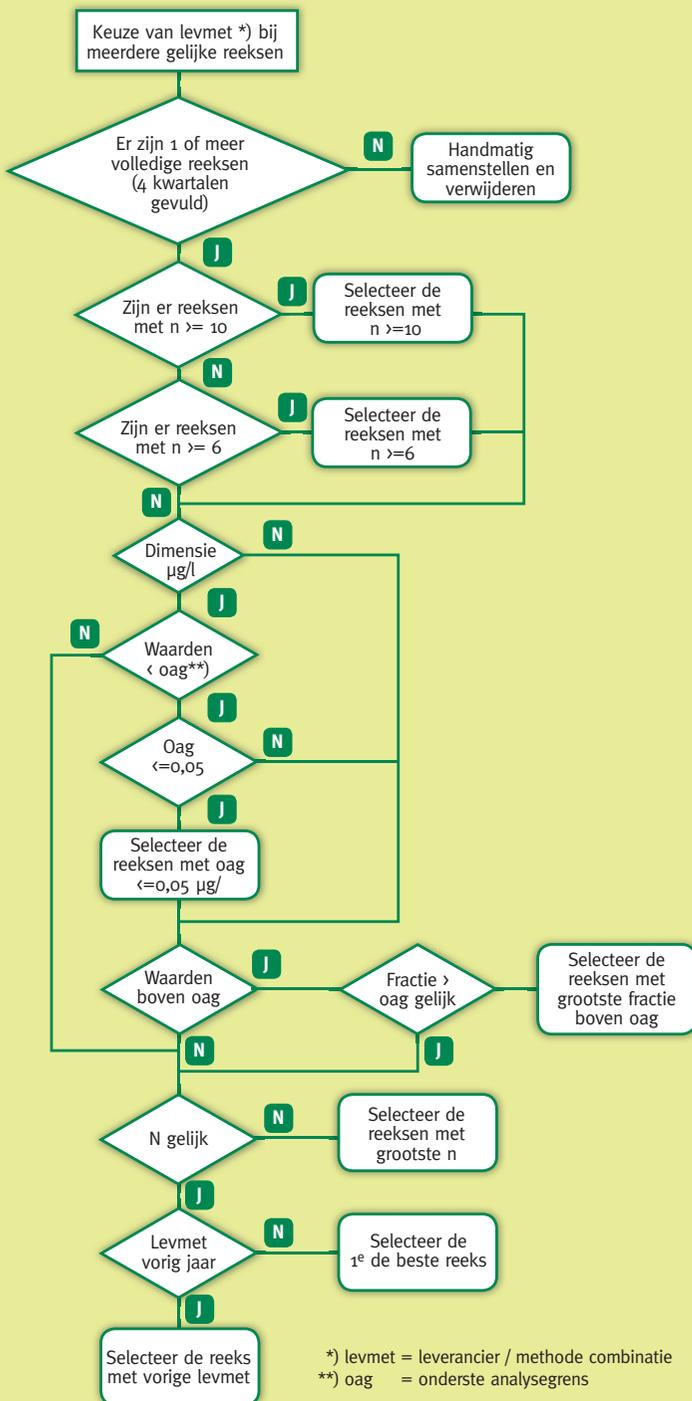 Keuze van levmet *) bij
meerdere gelijke reeksen
Er zijn 1 of meer
volledige reeksen
(4 kwartalen
gevuld)
N
Handmatig
samenstellen en
verwijderen
J
Zijn er reeksen
met n >= 10
J
Selecteer de
reeksen met
n >=10
N
Zijn er reeksen
met n >= 6
J
Selecteer de
reeksen met
n >=6
N
Dimensie
µg/l
N
J
Waarden
< oag**)
N
J
Oag
<=0,05
N
J
Selecteer de
reeksen met oag
<=0,05 µg/
Waarden
boven oag
J
Fractie >
oag gelijk
Selecteer de
reeksen met
grootste fractie
boven oag
N
J
N gelijk
N
Selecteer de
reeksen met
grootste n
J
Levmet
vorig jaar
N
Selecteer de
1e de beste reeks
J
Selecteer de reeks
met vorige levmet
*) levmet = leverancier / methode combinatie
**) oag = onderste analysegrens